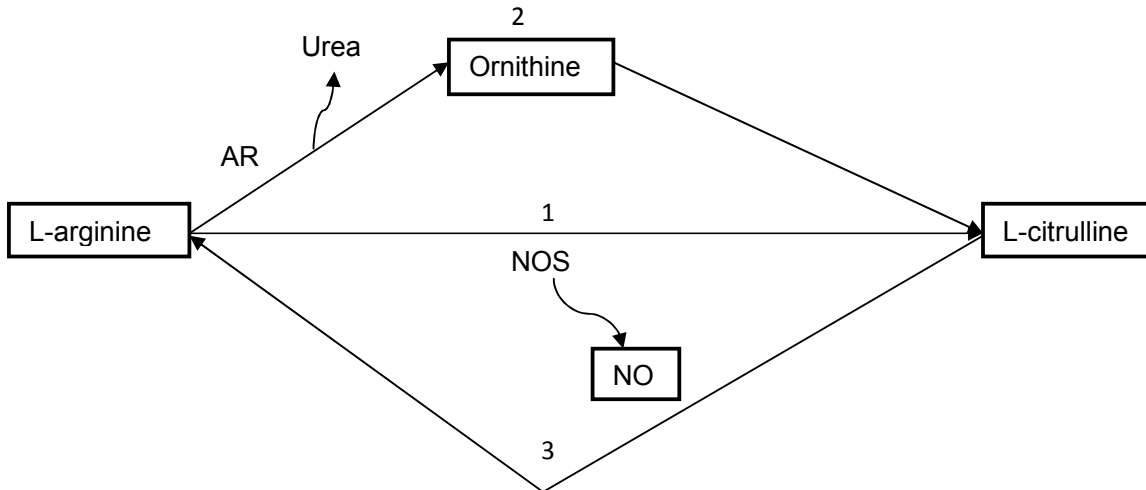 2
Urea
Ornithine
AR
L-arginine
1
L-citrulline
NOS
NO
3